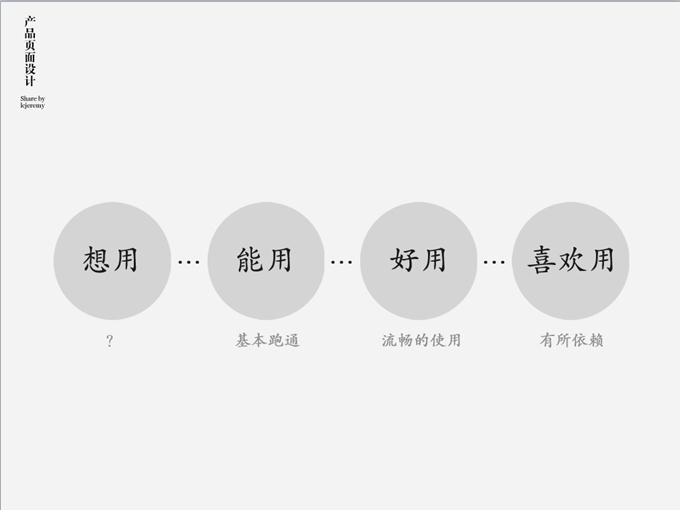 产品页面设计
Share by
lcjeremy
想用 … 能用 … 好用 … 喜欢用
？ 基本跑通 流畅的使用 有所依赖